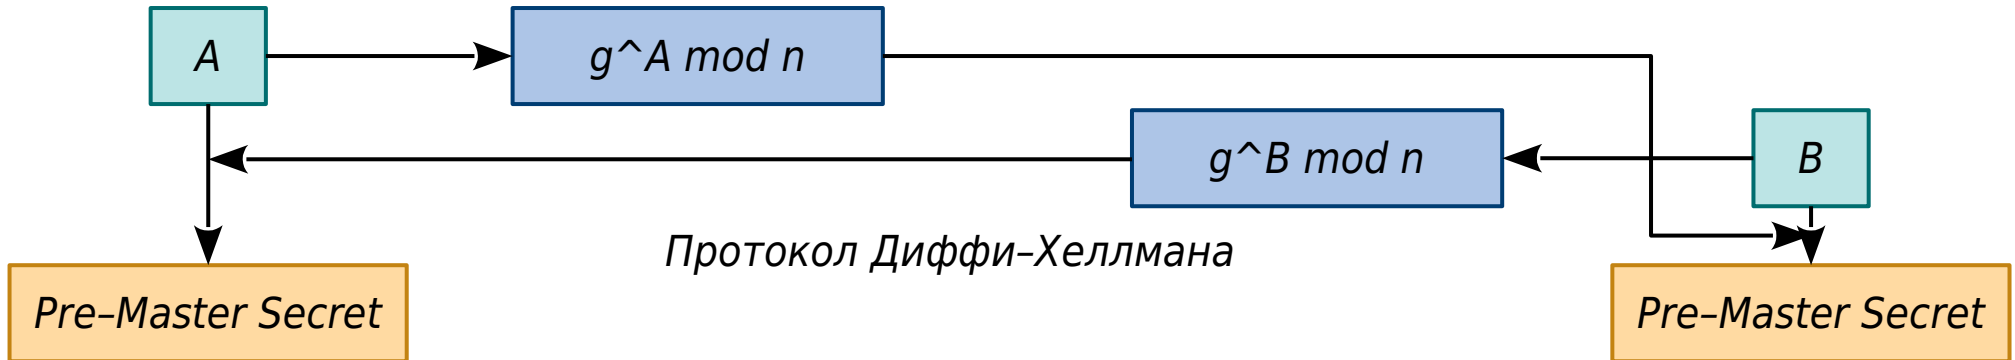 A
g^A mod n
g^B mod n
B
Протокол Диффи–Хеллмана
Pre–Master Secret
Pre–Master Secret